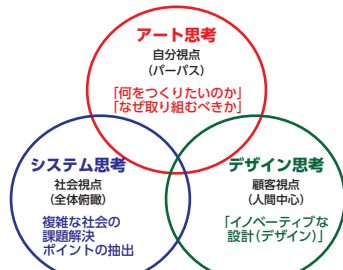 アート思考
自分視点
(パーパス)
「何をつくりたいのか」
「なぜ取り組むべきか」
システム思考
社会視点
(全体俯瞰)
複雑な社会の
課題解決
ポイントの抽出
デザイン思考
顧客視点
(人間中心)
「イノベーティブな
設計(デザイン)」